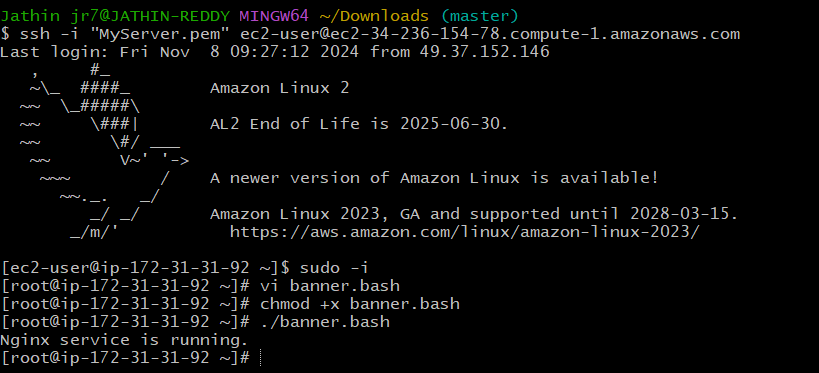 Jathin jr7@JATHIN-REDDY MINGW64 ~/Downloads (master)
$ ssh -i "MyServer.pem" ec2-user@ec2-34-236-154-78.compute-1.amazonaws.com
Last login: Fri Nov  8 09:27:12 2024 from 49.37.152.146
   ,     #_
   ~\_  ####_        Amazon Linux 2
  ~~  \_#####\
  ~~     \###|       AL2 End of Life is 2025-06-30.
  ~~       \#/ ___
   ~~       V~' '->
    ~~~         /    A newer version of Amazon Linux is available!
      ~~._.   _/
         _/ _/       Amazon Linux 2023, GA and supported until 2028-03-15.
       _/m/'           https://aws.amazon.com/linux/amazon-linux-2023/
[ec2-user@ip-172-31-31-92 ~]$ sudo -i
[root@ip-172-31-31-92 ~]# vi banner.bash
[root@ip-172-31-31-92 ~]# chmod +x banner.bash
[root@ip-172-31-31-92 ~]# ./banner.bash
Nginx service is running.
[root@ip-172-31-31-92 ~]#